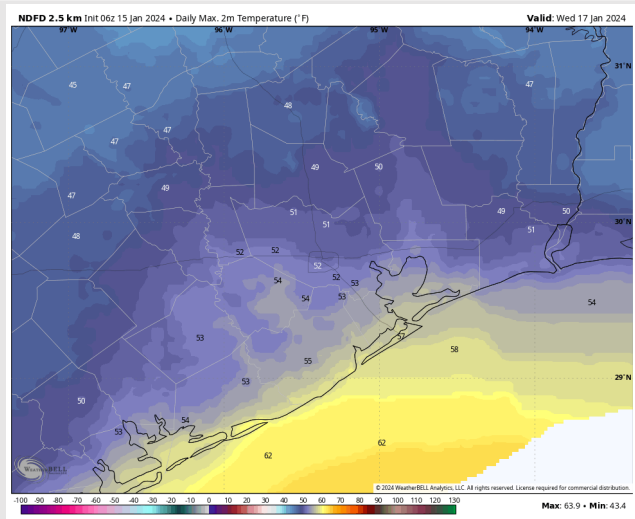 NDFD 2.5 km Init 06z 15 Jan 2024 • Daily Max. 2m Temperature (°F) Valid: Wed 17 Jan 2024
97°W 96°W 95°W 94°W
31°N
45 47 47
48
47
47
49 50
49
47
51 49 50
30°N
51 51
48
52 52
52
52
54 53
54 53
54
53 57
58
55
29°N
53
50
54
53
62
62
WeatherBELL
© 2024 WeatherBELL Analytics, LLC. All rights reserved. License required for commercial distribution.
-100 -90 -80 -70 -60 -50 -40 -30 -20 -10 0 10 20 30 40 50 60 70 80 90 100 110 120 130
Max: 63.9 • Min: 43.4